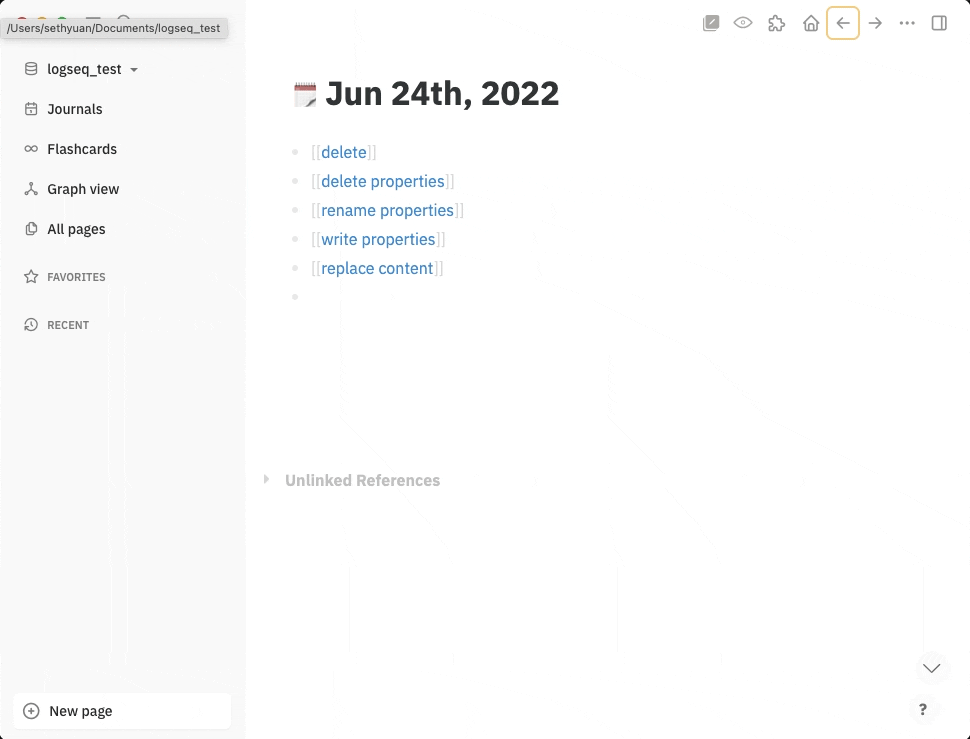 /Users/sethyuan/Documents/logseq_test
logseq_test
Journals
Flashcards
Graph view
All pages
FAVORITES
RECENT
New page
Jun 24th, 2022
[[delete]]
[[delete properties]]
[[rename properties]]
[[write properties]]
[[replace content]]
Unlinked References
?